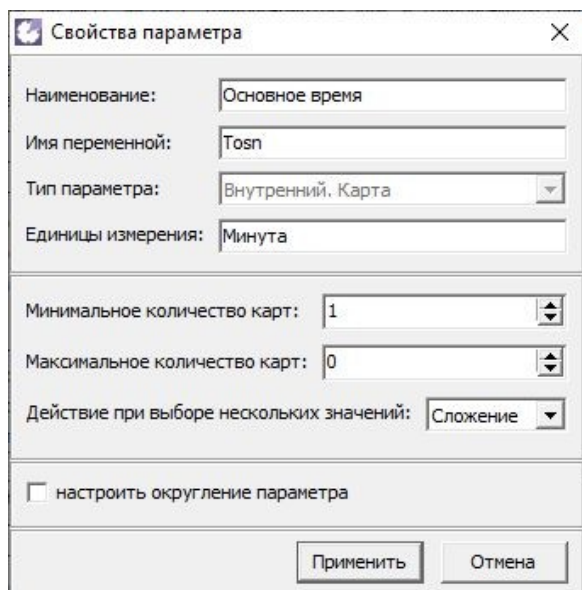 Свойства параметра
Наименование: Основное время
Имя переменной: Tosn
Тип параметра: Внутренний. Карта
Единицы измерения: Минута
Минимальное количество карт: 1
Максимальное количество карт: 0
Действие при выборе нескольких значений: Сложение
настроить округление параметра
Применить Отмена